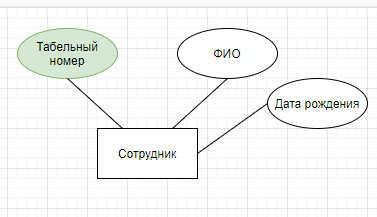 Табельный
номер
ФИО
Дата рождения
Сотрудник